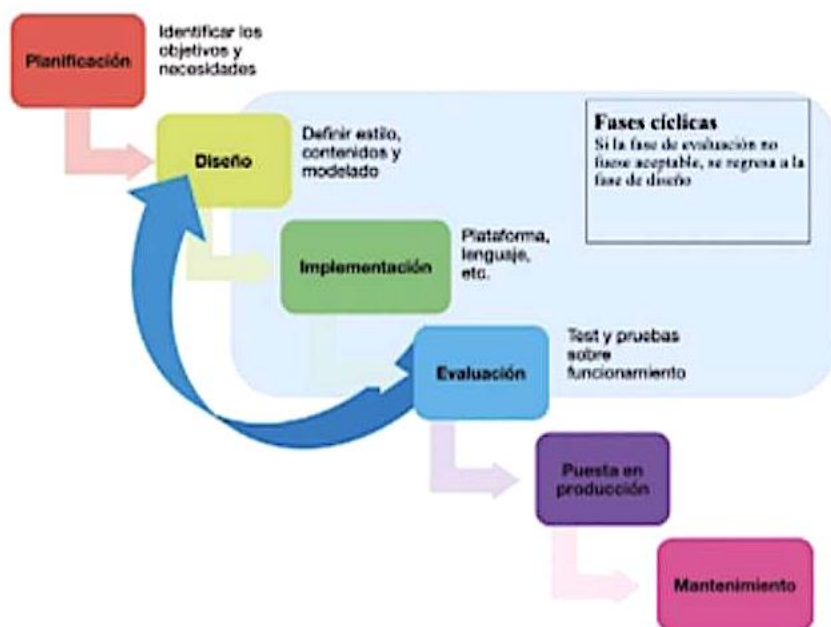 Planificación
Identificar los
objetivos y
necesidades
Diseño
Definir estilo,
contenidos y
modelado
Fases cíclicas
Si la fase de evaluación no
fuese aceptable, se regresa a la
fase de diseño
Implementación
Plataforma,
lenguaje,
etc.
Evaluación
Test y pruebas
sobre
funcionamiento
Puesta en
producción
Mantenimiento